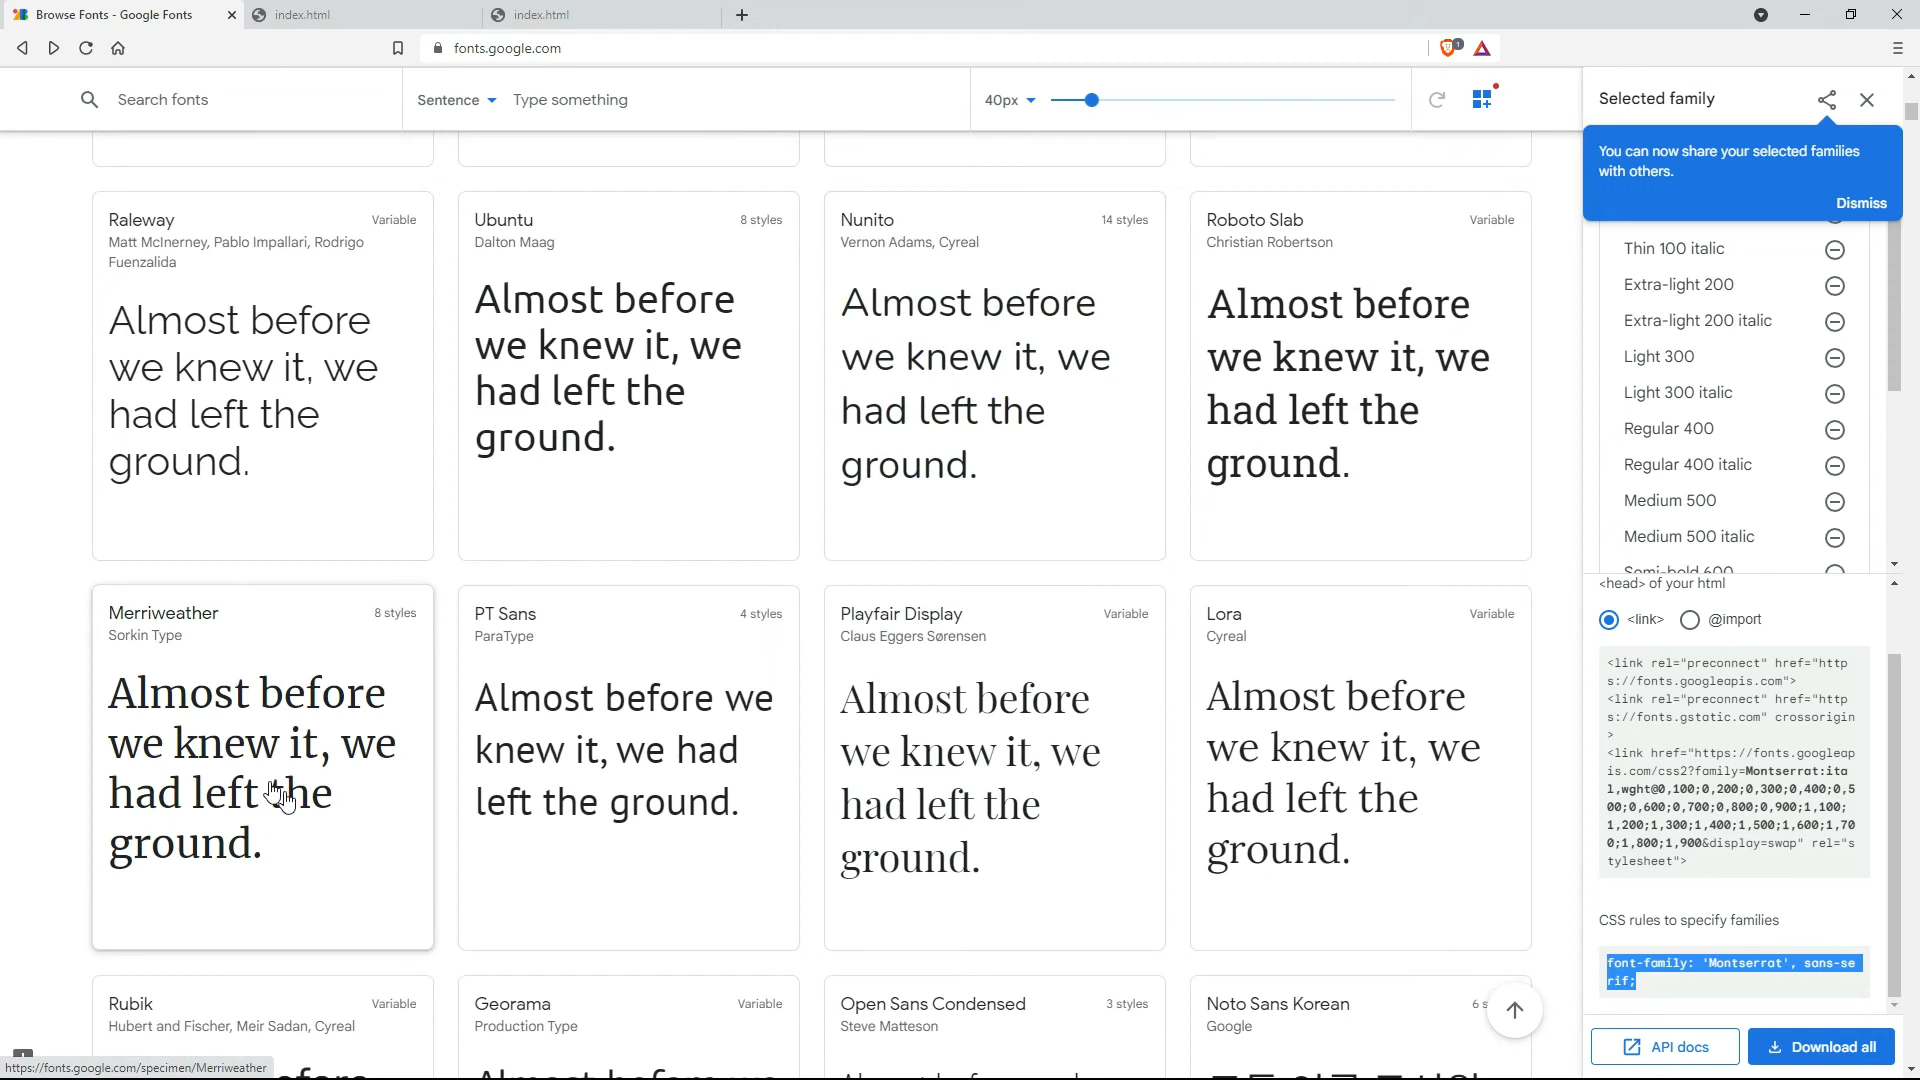 Browse Fonts - Google Fonts
index.html
index.html
fonts.google.com
1
Search fonts
Sentence
Type something
40px
Selected family
You can now share your selected families
with others.
Dismiss
Raleway
Variable
Matt McInerney, Pablo Impallari, Rodrigo
Fuenzalida
Almost before
we knew it, we
had left the
ground.
Ubuntu
8 styles
Dalton Maag
Almost before
we knew it, we
had left the
ground.
Nunito
14 styles
Vernon Adams, Cyreal
Almost before
we knew it, we
had left the
ground.
Roboto Slab
Variable
Christian Robertson
Almost before
we knew it, we
had left the
ground.
Thin 100 italic
Extra-light 200
Extra-light 200 italic
Light 300
Light 300 italic
Regular 400
Regular 400 italic
Medium 500
Medium 500 italic
Semi-bold 600
Merriweather
8 styles
Sorkin Type
Almost before
we knew it, we
had left the
ground.
PT Sans
4 styles
ParaType
Almost before we
knew it, we had
left the ground.
Playfair Display
Variable
Claus Eggers Sørensen
Almost before
we knew it, we
had left the
ground.
Lora
Variable
Cyreal
Almost before
we knew it, we
had left the
ground.
<head> of your html
<link>
@import
<link rel="preconnect" href="http
s://fonts.googleapis.com">
<link rel="preconnect" href="http
s://fonts.gstatic.com" crossorigin
>
<link href="https://fonts.googleap
is.com/css2?family=Montserrat:ita
l,wght@0,100;0,200;0,300;0,400;0,5
00;0,600;0,700;0,800;0,900;1,100;
1,200;1,300;1,400;1,500;1,600;1,70
0;1,800;1,900&display=swap" rel="s
tylesheet">
CSS rules to specify families
font-family: 'Montserrat', sans-se
rif;
API docs
Download all
Rubik
Variable
Hubert and Fischer, Meir Sadan, Cyreal
Georama
Variable
Production Type
Open Sans Condensed
3 styles
Steve Matteson
Noto Sans Korean
6 s
Google
https://fonts.google.com/specimen/Merriweather